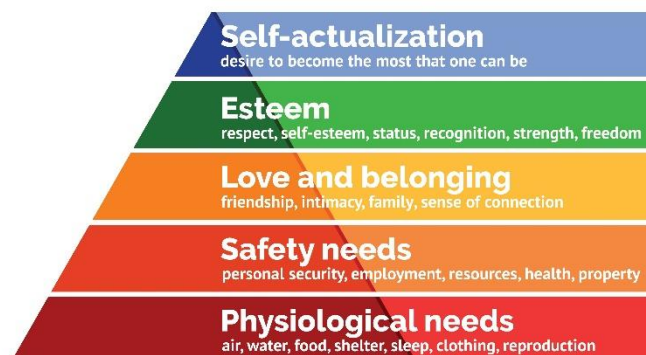 Self-actualization
desire to become the most that one can be
Esteem
respect, self-esteem, status, recognition, strength, freedom
Love and belonging
friendship, intimacy, family, sense of connection
Safety needs
personal security, employment, resources, health, property
Physiological needs
air, water, food, shelter, sleep, clothing, reproduction